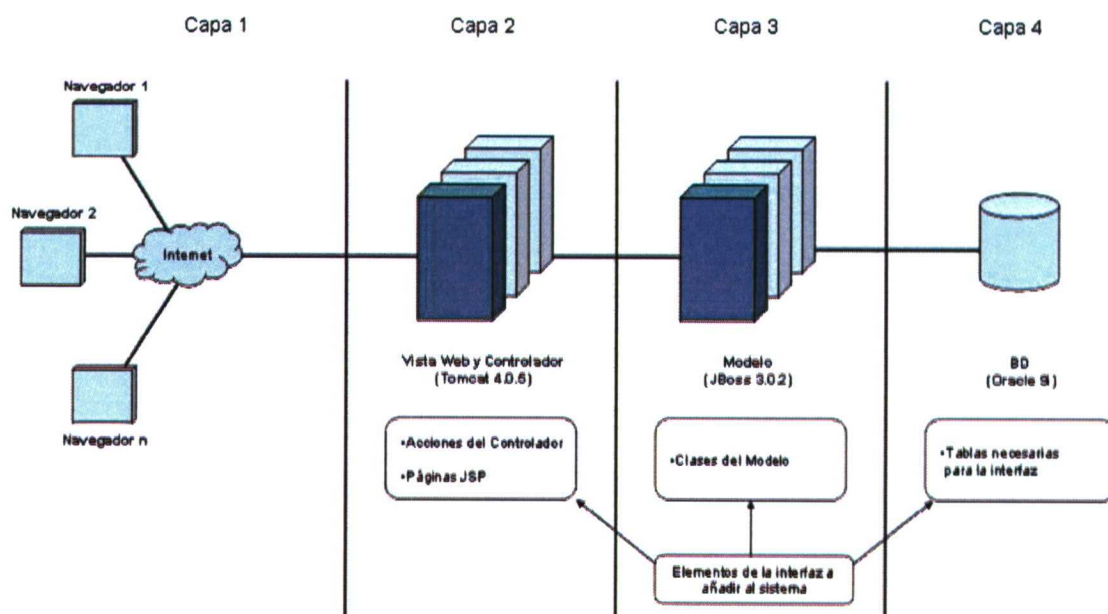 Capa 1
Capa 2
Capa 3
Capa 4
Navegador 1
Navegador 2
Internet
Navegador n
Vista Web y Controlador
(Tomcat 4.0.5)
Modelo
(JBoss 3.0.2)
BD
(Oracle 9i)
•Acciones del Controlador
•Páginas JSP
•Clases del Modelo
•Tablas necesarias
para la interfaz
Elementos de la interfaz a
añadir al sistema